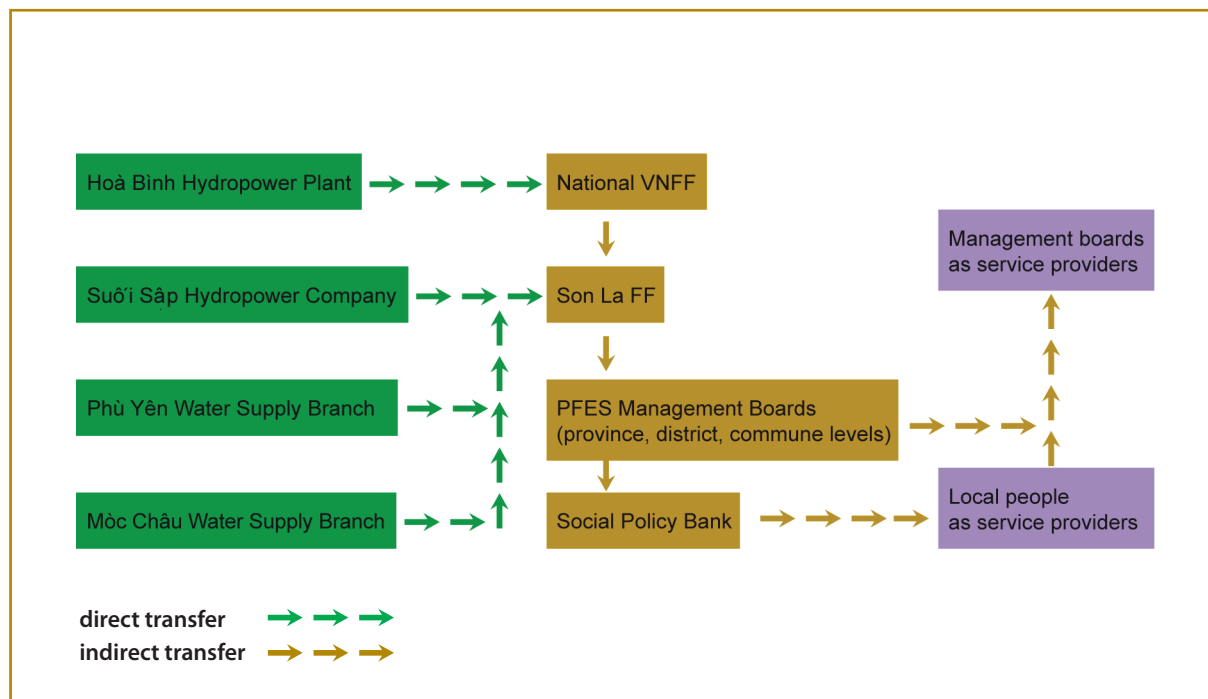 Hoà Bình Hydropower Plant
National VNFF
Management boards
as service providers
Suối Sập Hydropower Company
Son La FF
Phù Yên Water Supply Branch
PFES Management Boards
(province, district, commune levels)
Mòc Châu Water Supply Branch
Social Policy Bank
Local people
as service providers
direct transfer
indirect transfer